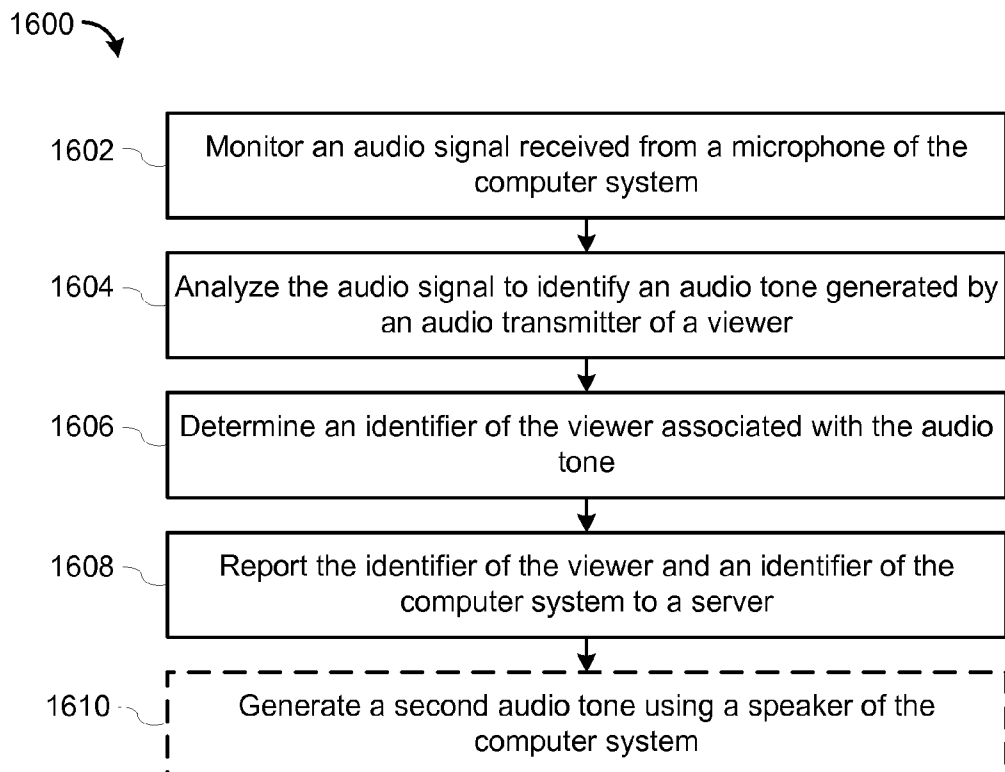 1600
1602
Monitor an audio signal received from a microphone of the
computer system
1604
Analyze the audio signal to identify an audio tone generated by
an audio transmitter of a viewer
1606
Determine an identifier of the viewer associated with the audio
tone
1608
Report the identifier of the viewer and an identifier of the
computer system to a server
1610
Generate a second audio tone using a speaker of the
computer system